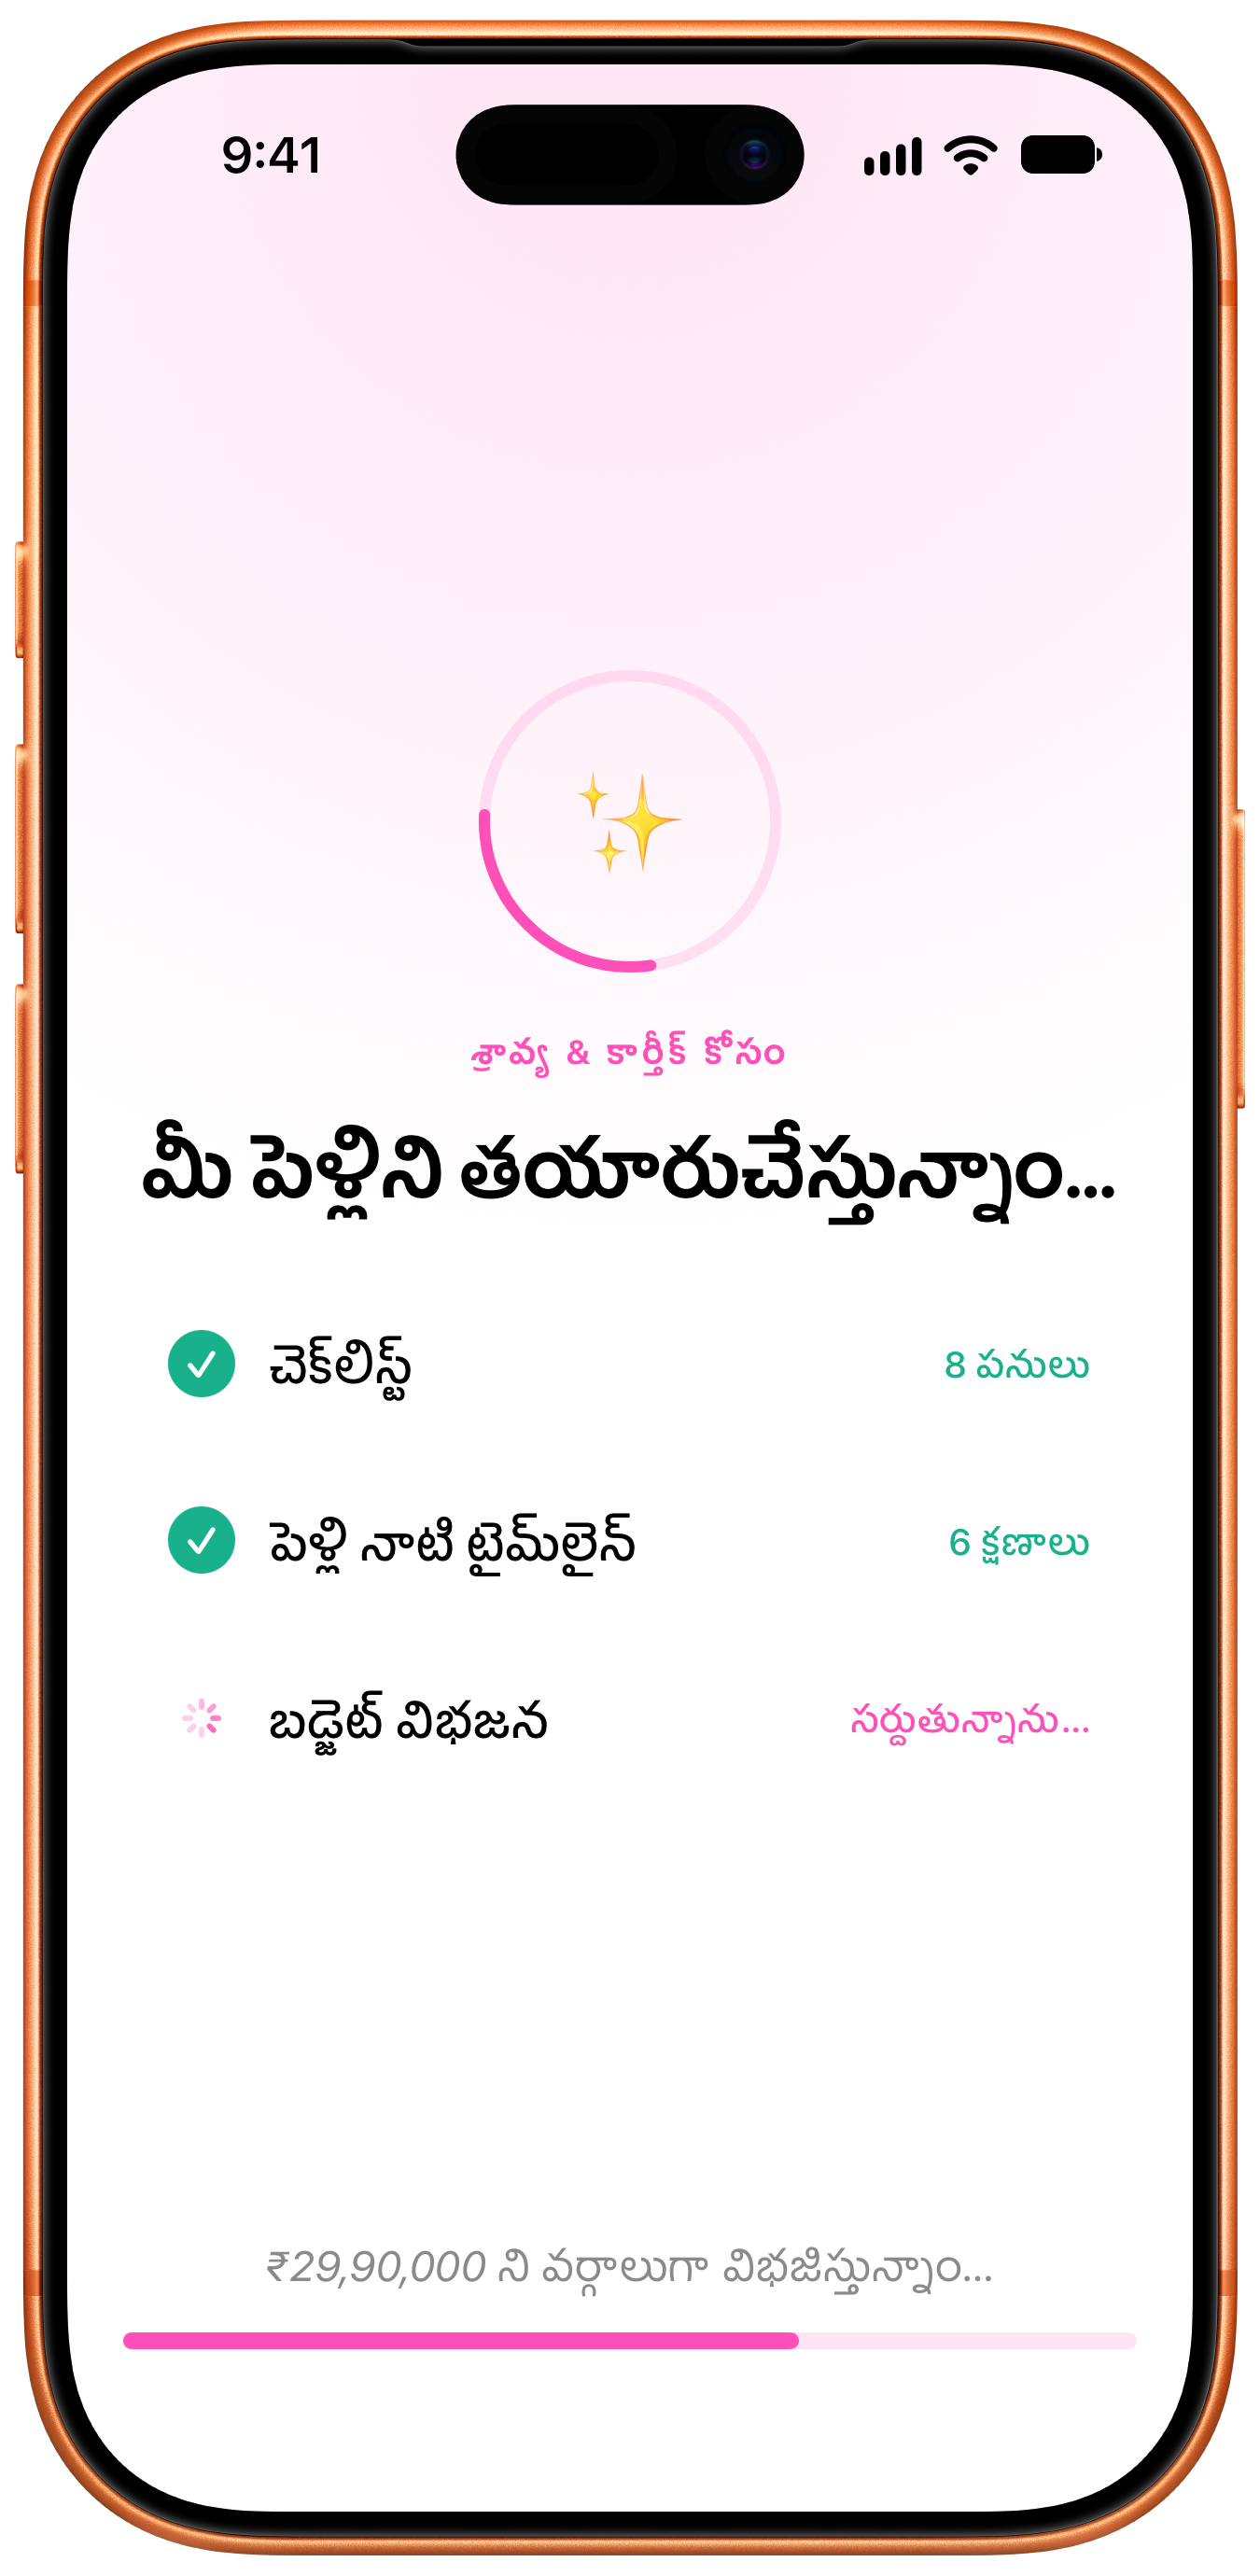 9:41
శ్రావ్య & కార్తీక్ కోసం
మీ పెళ్లిని తయారుచేస్తున్నాం...
చెక్‌లిస్ట్ 8 పనులు
పెళ్లి నాటి టైమ్‌లైన్ 6 క్షణాలు
బడ్జెట్ విభజన సర్దుతున్నాను...
₹29,90,000 ని వర్గాలుగా విభజిస్తున్నాం...